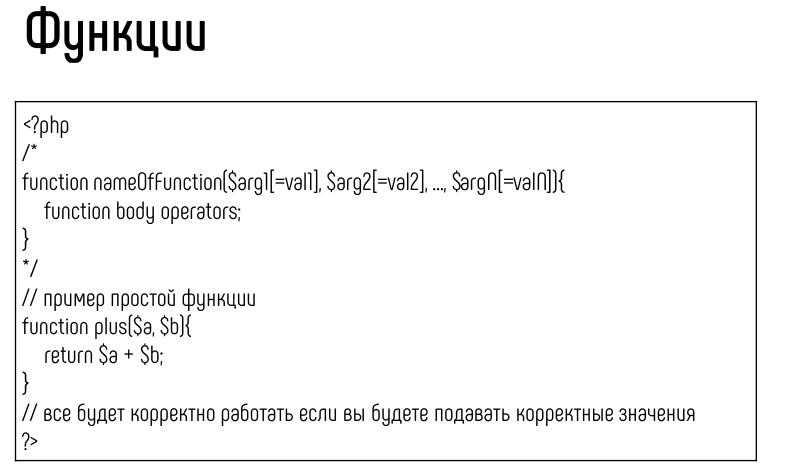 Функции
<?php
/*
function nameOfFunction($arg1[=val1], $arg2[=val2], ..., $argN[=valN]){
function body operators;
}
*/
// пример простой функции
function plus($a, $b){
return $a + $b;
}
// все будет корректно работать если вы будете подавать корректные значения
?>